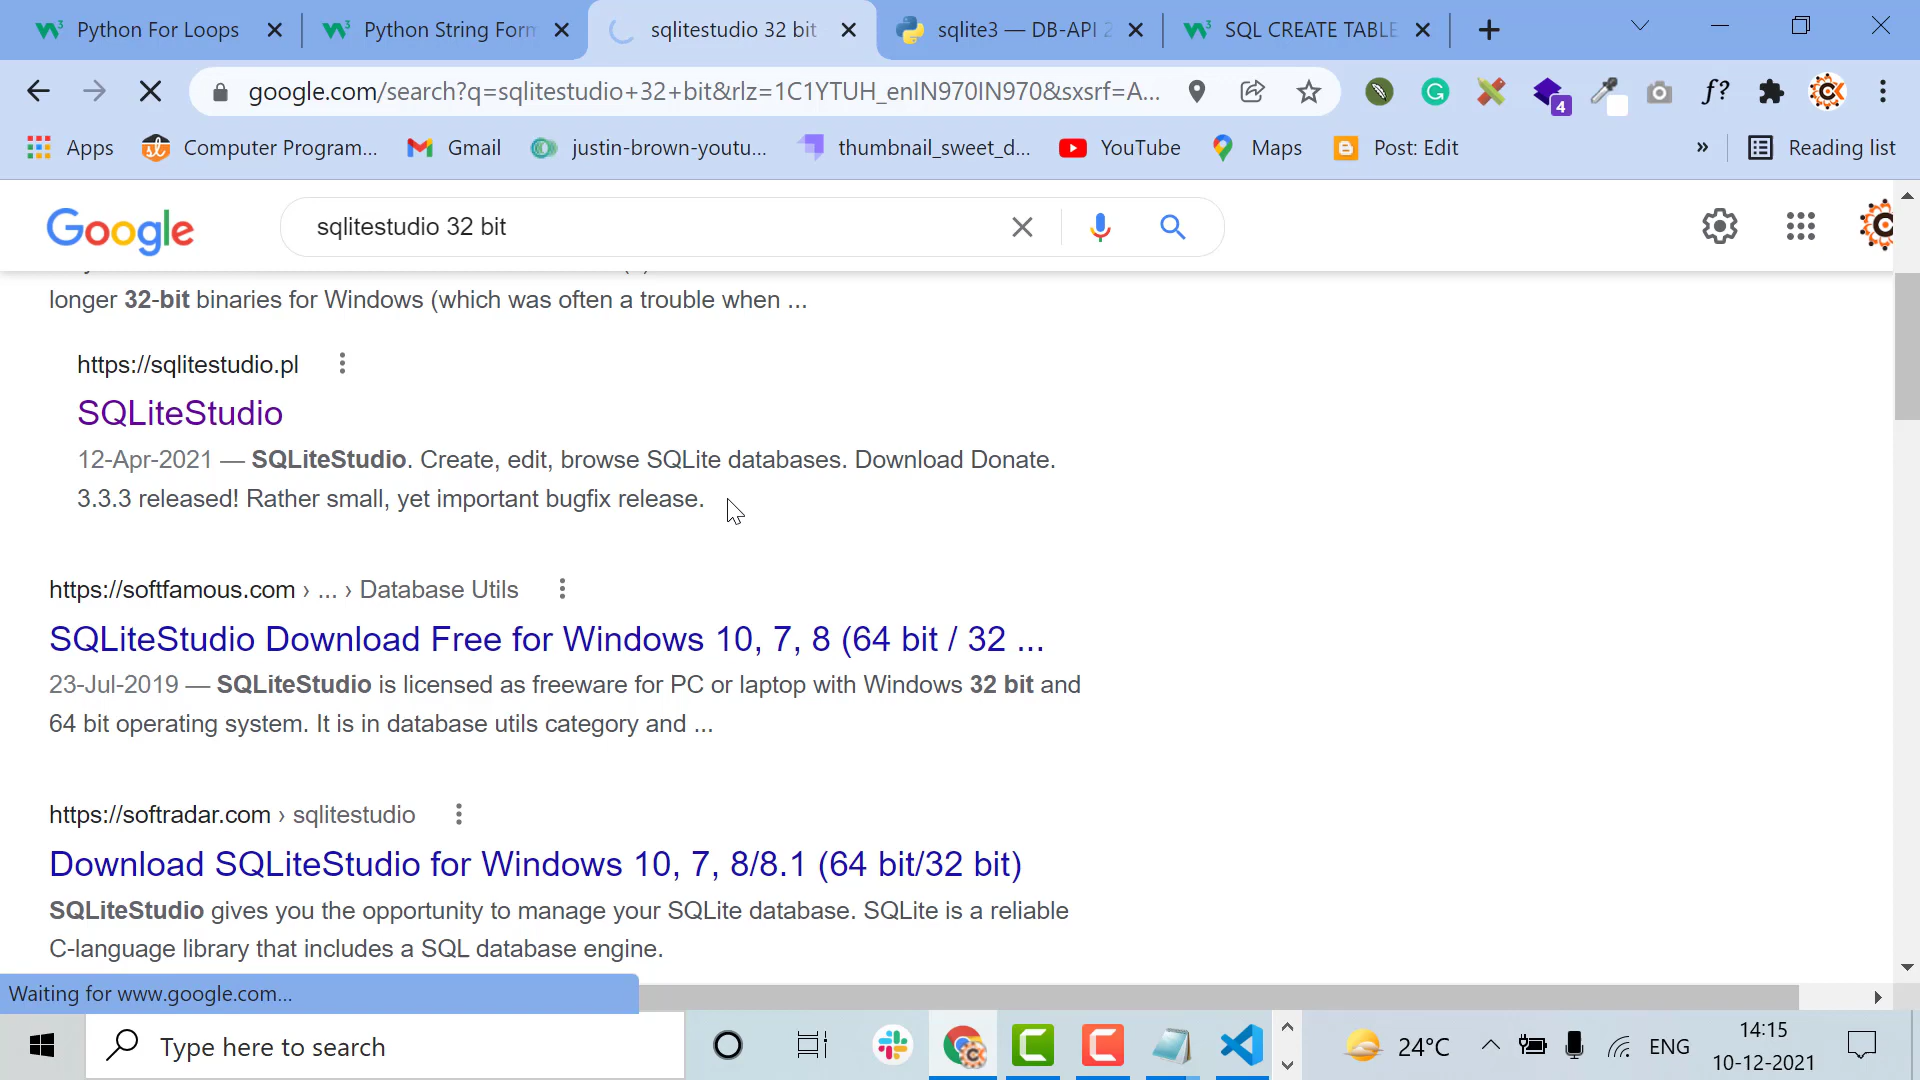 Python For Loops
Python String Form
sqlitestudio 32 bit
sqlite3 — DB-API 2
SQL CREATE TABLE
google.com/search?q=sqlitestudio+32+bit&rlz=1C1YTUH_enIN970IN970&sxsrf=A...
4
f?
Apps
Computer Program...
Gmail
justin-brown-youtu...
thumbnail_sweet_d...
YouTube
Maps
Post: Edit
»
Reading list
Google
sqlitestudio 32 bit
longer 32-bit binaries for Windows (which was often a trouble when ...
https://sqlitestudio.pl
SQLiteStudio
12-Apr-2021 — SQLiteStudio. Create, edit, browse SQLite databases. Download Donate.
3.3.3 released! Rather small, yet important bugfix release.
https://softfamous.com › ... › Database Utils
SQLiteStudio Download Free for Windows 10, 7, 8 (64 bit / 32 ...
23-Jul-2019 — SQLiteStudio is licensed as freeware for PC or laptop with Windows 32 bit and
64 bit operating system. It is in database utils category and ...
https://softradar.com › sqlitestudio
Download SQLiteStudio for Windows 10, 7, 8/8.1 (64 bit/32 bit)
SQLiteStudio gives you the opportunity to manage your SQLite database. SQLite is a reliable
C-language library that includes a SQL database engine.
Waiting for www.google.com...
Type here to search
24°C
ENG
14:15
10-12-2021